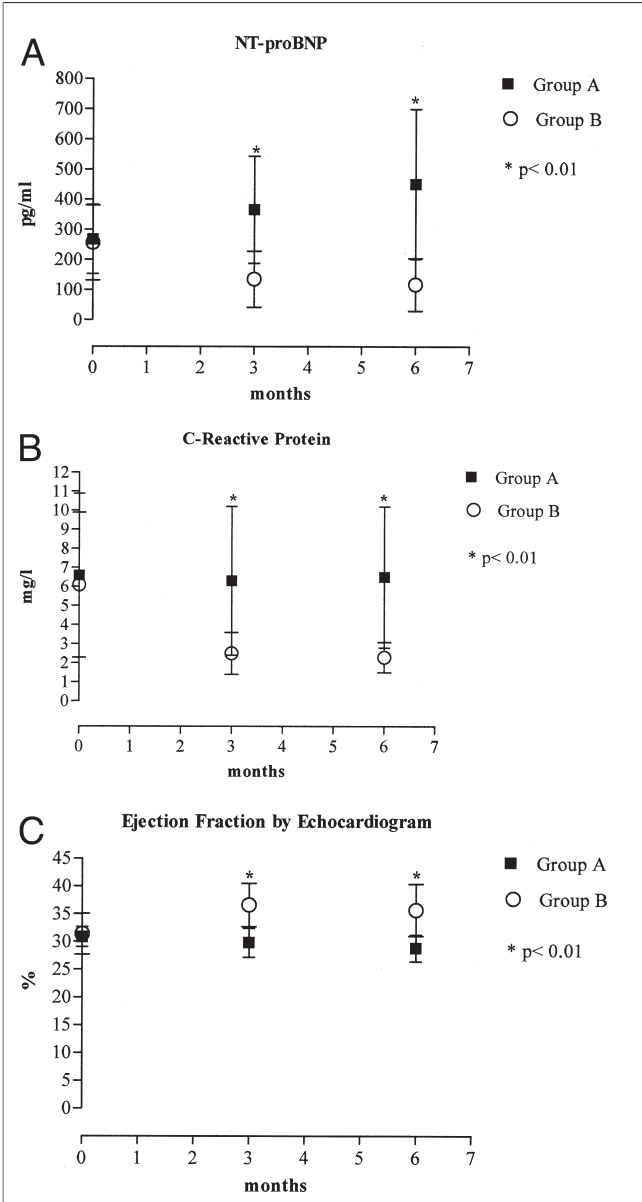 A
NT-proBNP
800
700
600
500
400
300
200
100
0
pg/ml
*
*
Group A
Group B
* p< 0.01
0 1 2 3 4 5 6 7
months
B
C-Reactive Protein
12
11
10
9
8
7
6
5
4
3
2
1
0
mg/l
*
*
Group A
Group B
* p< 0.01
0 1 2 3 4 5 6 7
months
C
Ejection Fraction by Echocardiogram
45
40
35
30
25
20
15
10
5
0
%
*
*
Group A
Group B
* p< 0.01
0 1 2 3 4 5 6 7
months